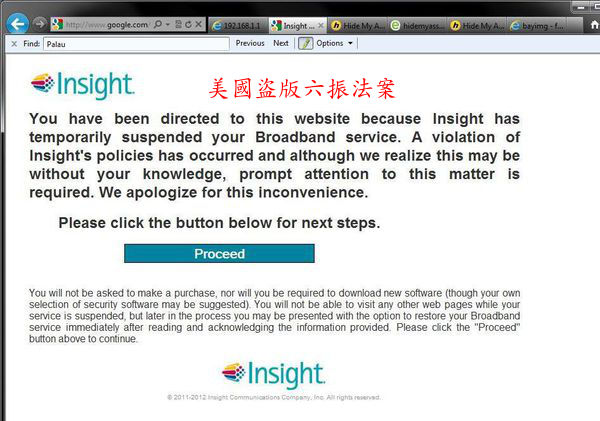 http://www.google.com/
192.168.1.1
Insight ...
Hide My A...
hidemyass...
Hide My A...
bayimg - f...
x Find: Palau Previous Next Options
Insight.
美國盜版六振法案
You have been directed to this website because Insight has
temporarily suspended your Broadband service. A violation of
Insight's policies has occurred and although we realize this may be
without your knowledge, prompt attention to this matter is
required. We apologize for this inconvenience.
Please click the button below for next steps.
Proceed
You will not be asked to make a purchase, nor will you be required to download new software (though your own
selection of security software may be suggested). You will not be able to visit any other web pages while your
service is suspended, but later in the process you may be presented with the option to restore your Broadband
service immediately after reading and acknowledging the information provided. Please click the "Proceed"
button above to continue.
Insight.
© 2011-2012 Insight Communications Company, Inc. All rights reserved.